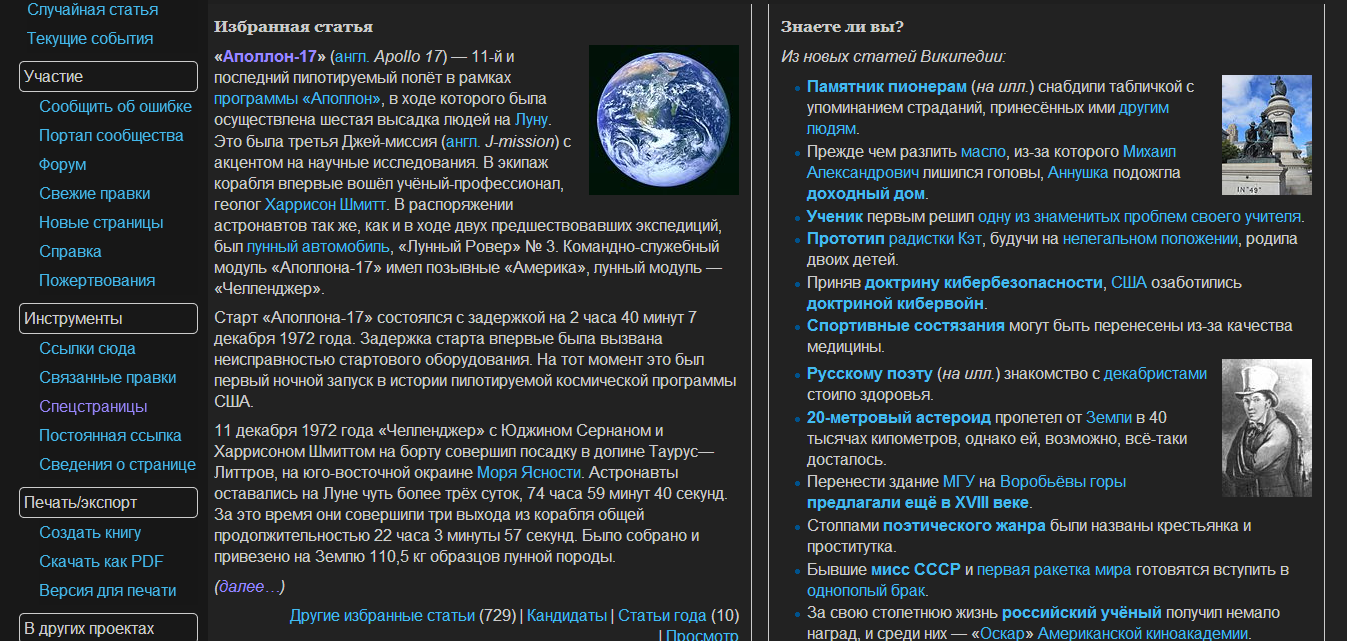 Случайная статья
Текущие события
Участие
Сообщить об ошибке
Портал сообщества
Форум
Свежие правки
Новые страницы
Справка
Пожертвования
Инструменты
Ссылки сюда
Связанные правки
Спецстраницы
Постоянная ссылка
Сведения о странице
Печать/экспорт
Создать книгу
Скачать как PDF
Версия для печати
В других проектах
Избранная статья
«Аполлон-17» (англ. Apollo 17) — 11-й и
последний пилотируемый полёт в рамках
программы «Аполлон», в ходе которого была
осуществлена шестая высадка людей на Луну.
Это была третья Джей-миссия (англ. J-mission) с
акцентом на научные исследования. В экипаж
корабля впервые вошёл учёный-профессионал,
геолог Харрисон Шмитт. В распоряжении
астронавтов так же, как и в ходе двух предшествовавших экспедиций,
был лунный автомобиль, «Лунный Ровер» № 3. Командно-служебный
модуль «Аполлона-17» имел позывные «Америка», лунный модуль —
«Челленджер».
Старт «Аполлона-17» состоялся с задержкой на 2 часа 40 минут 7
декабря 1972 года. Задержка старта впервые была вызвана
неисправностью стартового оборудования. На тот момент это был
первый ночной запуск в истории пилотируемой космической программы
США.
11 декабря 1972 года «Челленджер» с Юджином Сернаном и
Харрисоном Шмиттом на борту совершил посадку в долине Таурус—
Литтров, на юго-восточной окраине Моря Ясности. Астронавты
оставались на Луне чуть более трёх суток, 74 часа 59 минут 40 секунд.
За это время они совершили три выхода из корабля общей
продолжительностью 22 часа 3 минуты 57 секунд. Было собрано и
привезено на Землю 110,5 кг образцов лунной породы.
(далее…)
Другие избранные статьи (729) | Кандидаты | Статьи года (10)
| Просмотр
Знаете ли вы?
Из новых статей Википедии:
Памятник пионерам (на илл.) снабдили табличкой с
упоминанием страданий, принесённых ими другим
людям.
Прежде чем разлить масло, из-за которого Михаил
Александрович лишился головы, Аннушка подожгла
доходный дом.
Ученик первым решил одну из знаменитых проблем своего учителя.
Прототип радистки Кэт, будучи на нелегальном положении, родила
двоих детей.
Приняв доктрину кибербезопасности, США озаботились
доктриной кибервойн.
Спортивные состязания могут быть перенесены из-за качества
медицины.
Русскому поэту (на илл.) знакомство с декабристами
стоило здоровья.
20-метровый астероид пролетел от Земли в 40
тысячах километров, однако ей, возможно, всё-таки
досталось.
Перенести здание МГУ на Воробьёвы горы
предлагали ещё в XVIII веке.
Столпами поэтического жанра были названы крестьянка и
проститутка.
Бывшие мисс СССР и первая ракетка мира готовятся вступить в
однополый брак.
За свою столетнюю жизнь российский учёный получил немало
наград, и среди них — «Оскар» Американской киноакадемии.
IN "49"